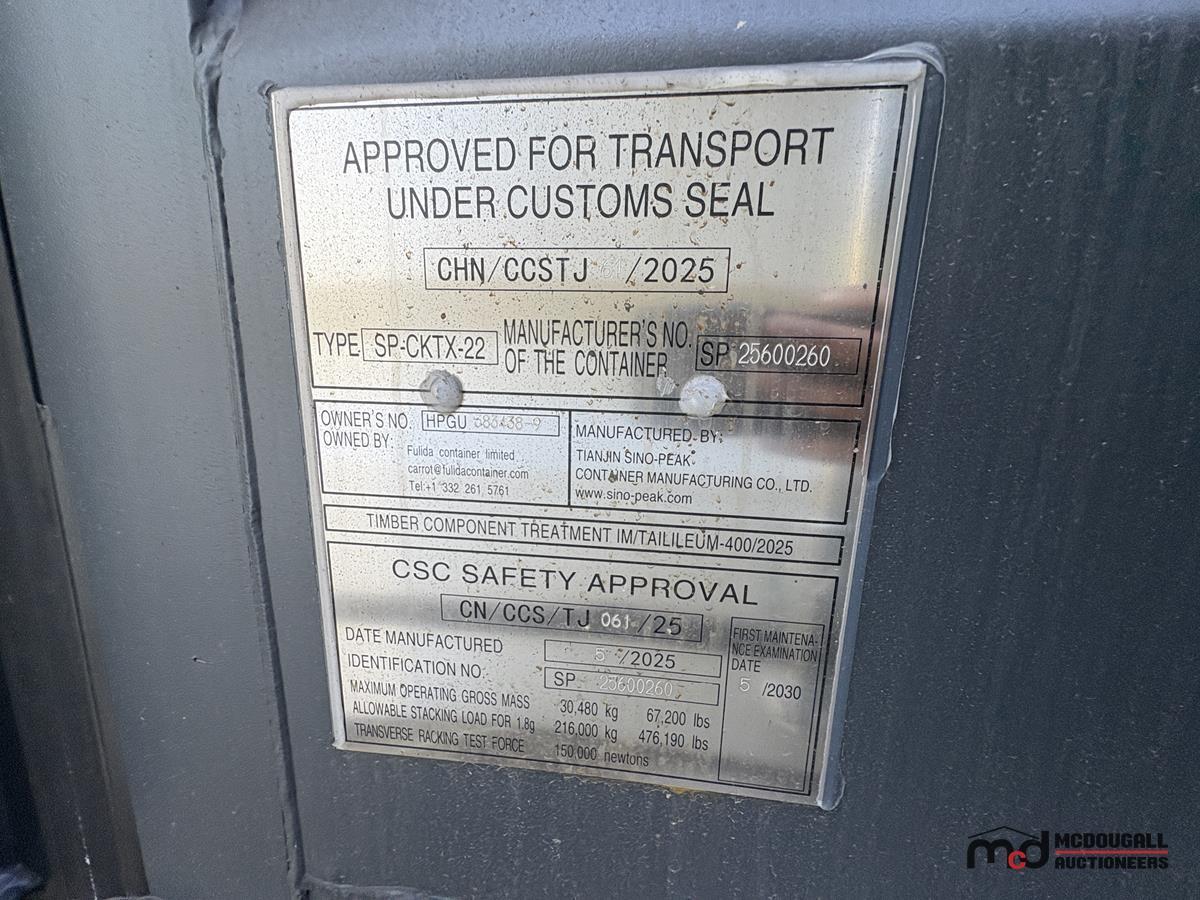 APPROVED FOR TRANSPORT
UNDER CUSTOMS SEAL
CHN/CCSTJ /2025
TYPE SP-CKTX-22 MANUFACTURER'S NO. OF THE CONTAINER SP 25600260
OWNER'S NO. HPGU
OWNED BY:
Fulida container limited
carrot@fulidacontainer.com
Tel:+1 332 261 5761
MANUFACTURED BY:
TIANJIN SINO-PEAK
CONTAINER MANUFACTURING CO., LTD.
www.sino-peak.com
TIMBER COMPONENT TREATMENT IM/TAILILEUM-400/2025
CSC SAFETY APPROVAL
CN/CCS/TJ 061/25
DATE MANUFACTURED 5 /2025
IDENTIFICATION NO. SP 25600260
MAXIMUM OPERATING GROSS MASS 30,480 kg 67,200 lbs
ALLOWABLE STACKING LOAD FOR 1.8g 216,000 kg 476,190 lbs
TRANSVERSE RACKING TEST FORCE 150,000 newtons
FIRST MAINTENA-
NCE EXAMINATION
DATE
5 /2030
mcd MCDOUGALL
AUCTIONEERS